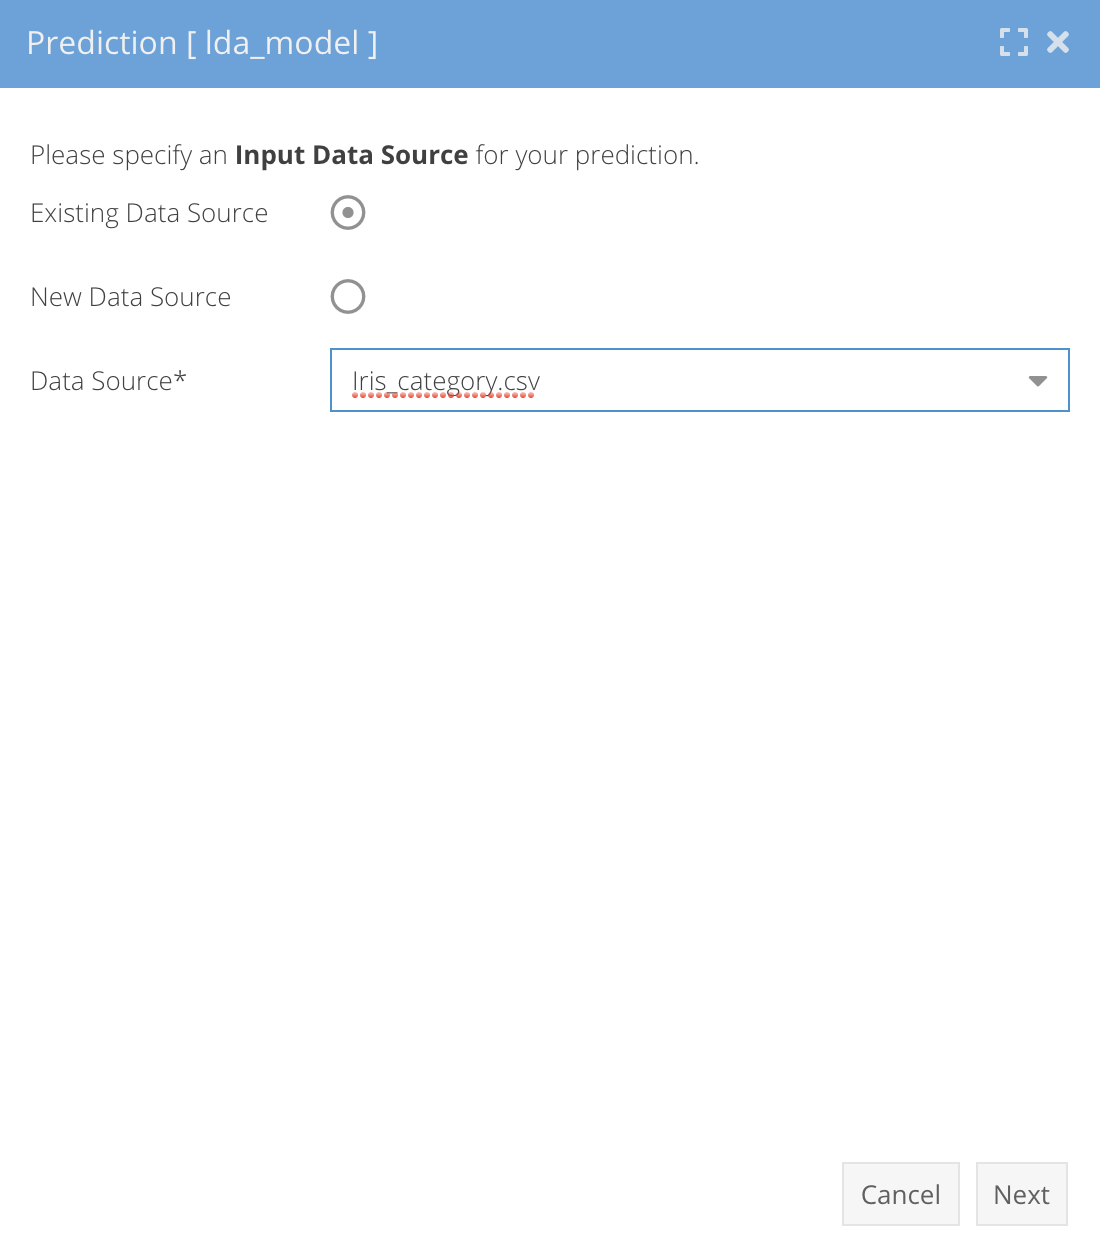 Prediction [ lda_model ]
Please specify an Input Data Source for your prediction.
Existing Data Source
New Data Source
Data Source* Iris_category.csv
Cancel Next